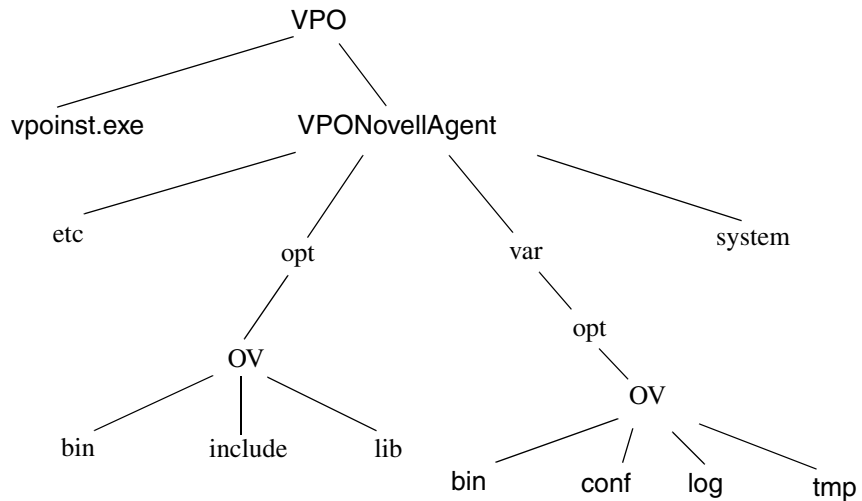 VPO
vpoinst.exe
VPONovellAgent
etc
opt
var
system
opt
OV
OV
bin
include
lib
bin
conf
log
tmp